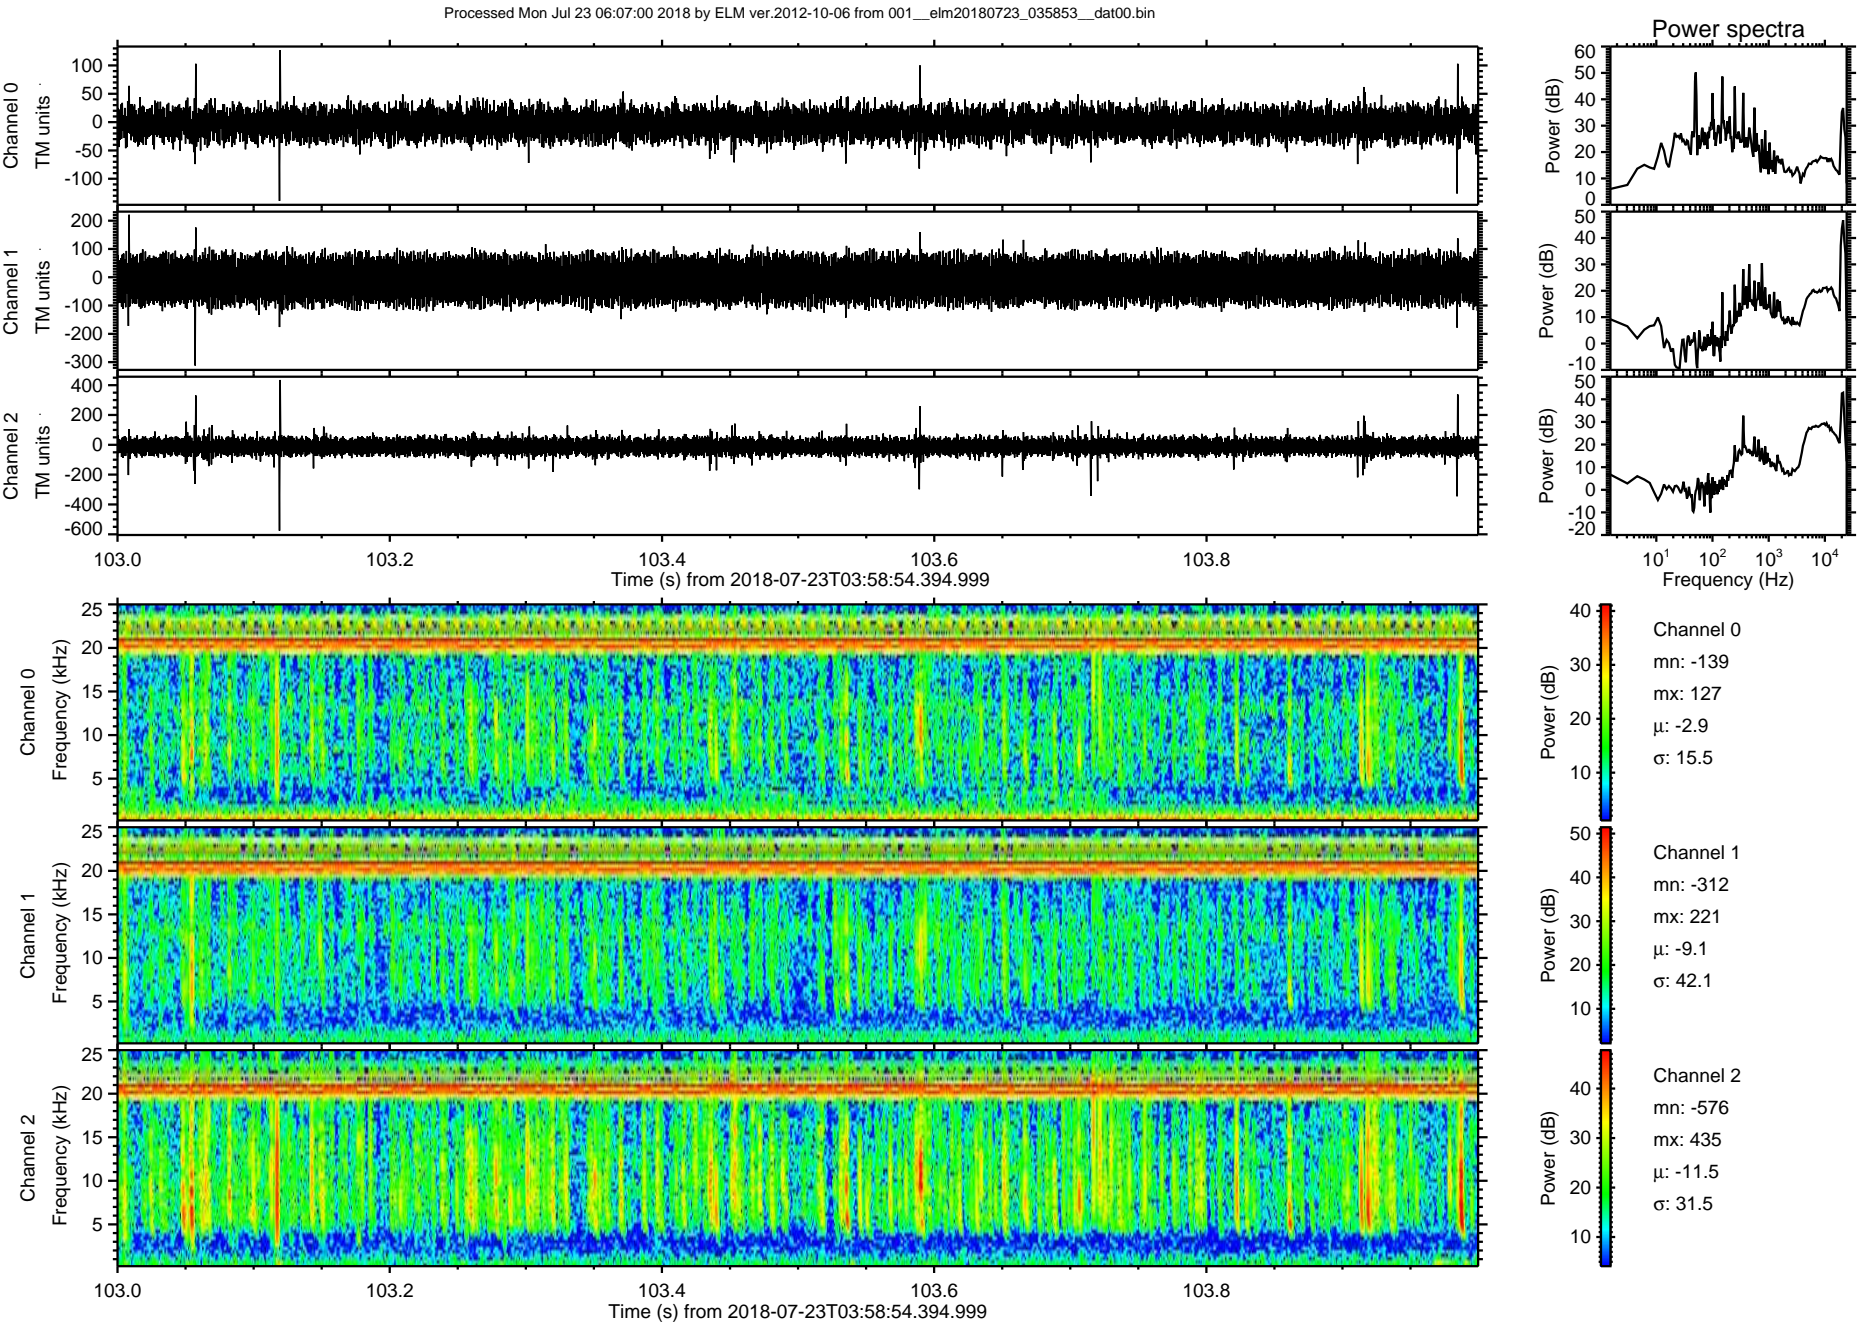 Processed Mon Jul 23 06:07:00 2018 by ELM ver.2012-10-06 from 001__elm20180723_035853__dat00.bin
Power spectra
Channel 0
TM units
100
50
0
-50
-100
Power (dB)
60
50
40
30
20
10
0
Channel 1
TM units
200
100
0
-100
-200
-300
Power (dB)
50
40
30
20
10
0
-10
Channel 2
TM units
400
200
0
-200
-400
-600
Power (dB)
50
40
30
20
10
0
-10
-20
103.0 103.2 103.4 103.6 103.8
Time (s) from 2018-07-23T03:58:54.394.999
10¹ 10² 10³ 10⁴
Frequency (Hz)
Channel 0
Frequency (kHz)
25
20
15
10
5
Power (dB)
40
30
20
10
Channel 0
mn: -139
mx: 127
μ: -2.9
σ: 15.5
Channel 1
Frequency (kHz)
25
20
15
10
5
Power (dB)
50
40
30
20
10
Channel 1
mn: -312
mx: 221
μ: -9.1
σ: 42.1
Channel 2
Frequency (kHz)
25
20
15
10
5
Power (dB)
40
30
20
10
Channel 2
mn: -576
mx: 435
μ: -11.5
σ: 31.5
103.0 103.2 103.4 103.6 103.8
Time (s) from 2018-07-23T03:58:54.394.999